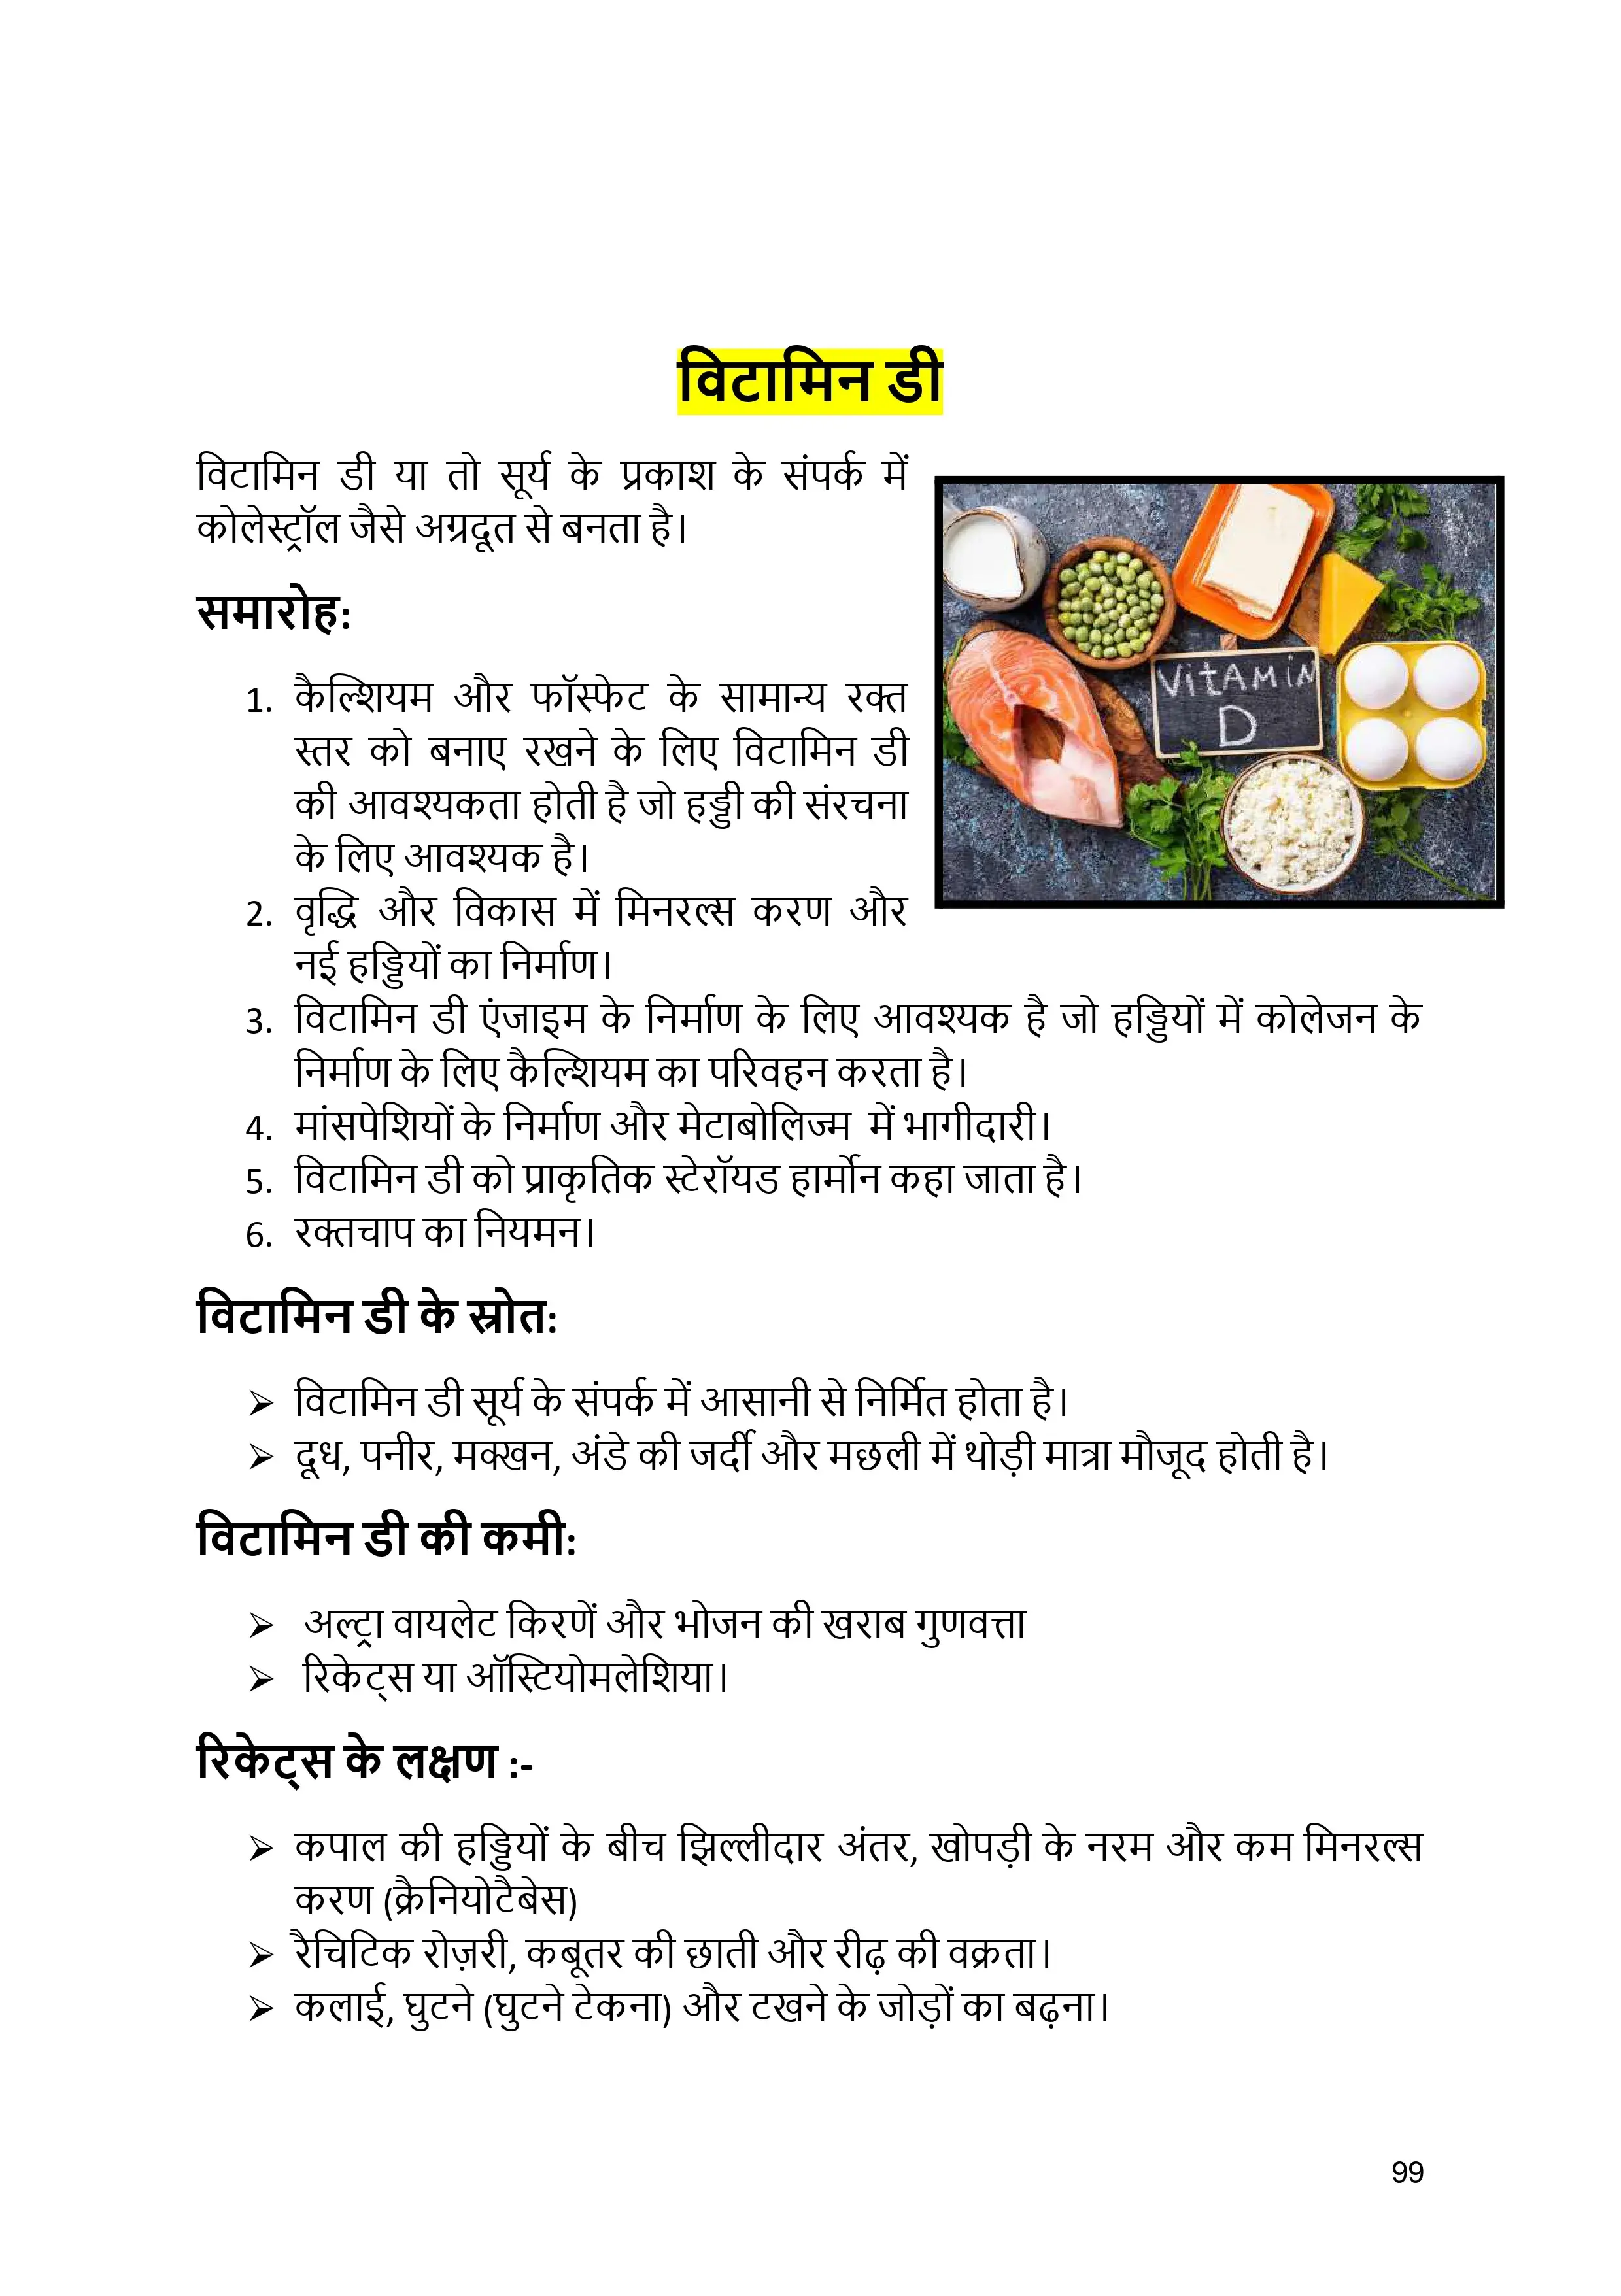 विटामिन डी
विटामिन डी या तो सूर्य के प्रकाश के संपर्क में
कोलेस्ट्रॉल जैसे अग्रदूत से बनता है।
VitAMiN
D
समारोह:
1. कैल्शियम और फॉस्फेट के सामान्य रक्त
स्तर को बनाए रखने के लिए विटामिन डी
की आवश्यकता होती है जो हड्डी की संरचना
के लिए आवश्यक है।
2. वृद्धि और विकास में मिनरल्स करण और
नई हड्डियों का निर्माण।
3. विटामिन डी एंजाइम के निर्माण के लिए आवश्यक है जो हड्डियों में कोलेजन के
निर्माण के लिए कैल्शियम का परिवहन करता है।
4. मांसपेशियों के निर्माण और मेटाबोलिज्म में भागीदारी।
5. विटामिन डी को प्राकृतिक स्टेरॉयड हार्मोन कहा जाता है।
6. रक्तचाप का नियमन।
विटामिन डी के स्रोत:
➢ विटामिन डी सूर्य के संपर्क में आसानी से निर्मित होता है।
➢ दूध, पनीर, मक्खन, अंडे की जर्दी और मछली में थोड़ी मात्रा मौजूद होती है।
विटामिन डी की कमी:
➢ अल्ट्रा वायलेट किरणें और भोजन की खराब गुणवत्ता
➢ रिकेट्स या ऑस्टियोमलेशिया।
रिकेट्स के लक्षण :-
➢ कपाल की हड्डियों के बीच झिल्लीदार अंतर, खोपड़ी के नरम और कम मिनरल्स
करण (क्रैनियोटैबेस)
➢ रैचिटिक रोज़री, कबूतर की छाती और रीढ़ की वक्रता।
➢ कलाई, घुटने (घुटने टेकना) और टखने के जोड़ों का बढ़ना।
99